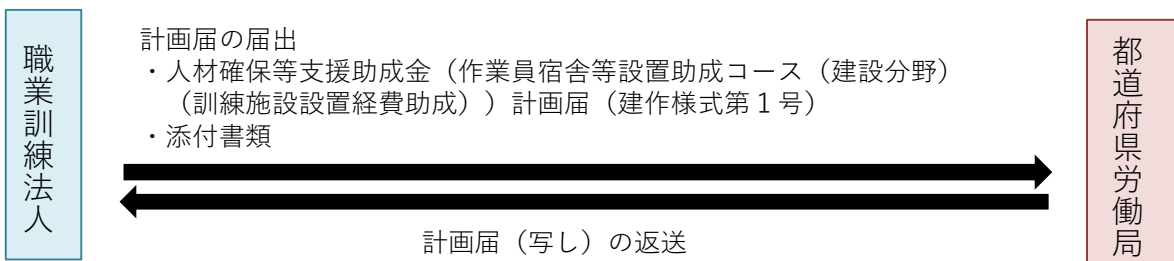 職業訓練法人
計画届の届出
・人材確保等支援助成金（作業員宿舎等設置助成コース（建設分野）
（訓練施設設置経費助成））計画届（建作様式第１号）
・添付書類
計画届（写し）の返送
都道府県労働局